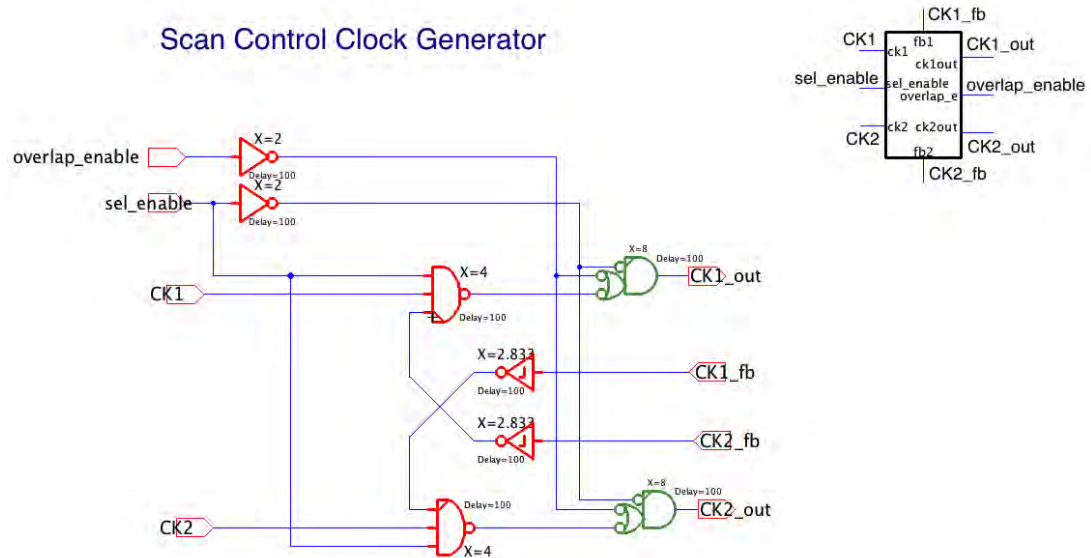 Scan Control Clock Generator
CK1_fb
CK1
fb1
CK1_out
ck1
ck1out
sel_enable
sel_enable
overlap_enable
overlap_e
ck2
ck2out
CK2
CK2_out
fb2
CK2_fb
X=2
overlap_enable
Delay=100
X=2
sel_enable
Delay=100
X=8
Delay=100
X=4
CK1_out
CK1
Delay=100
X=2.833
CK1_fb
Delay=100
X=2.833
CK2_fb
Delay=100
X=8
Delay=100
Delay=100
CK2_out
CK2
X=4